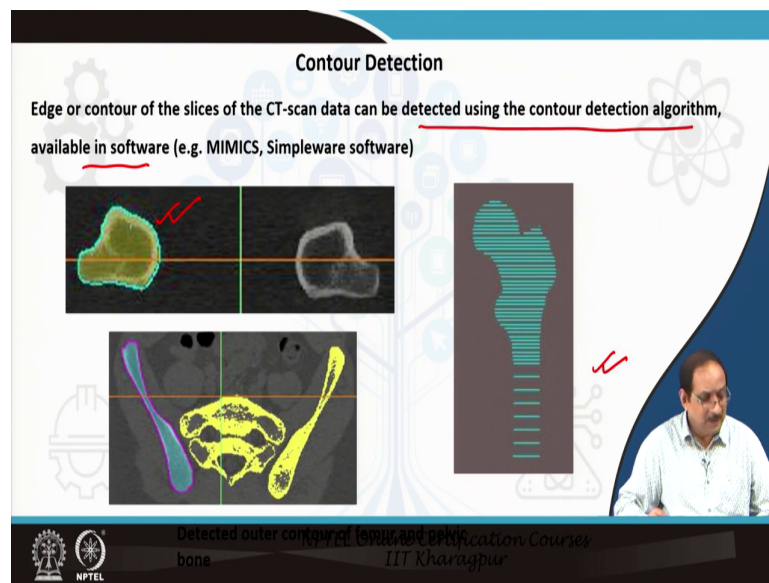 Contour Detection
Edge or contour of the slices of the CT-scan data can be detected using the contour detection algorithm,
available in software (e.g. MIMICS, Simpleware software)
Detected outer contour of femur and pelvic
bone
NPTEL Online Certification Courses
IIT Kharagpur
NPTEL